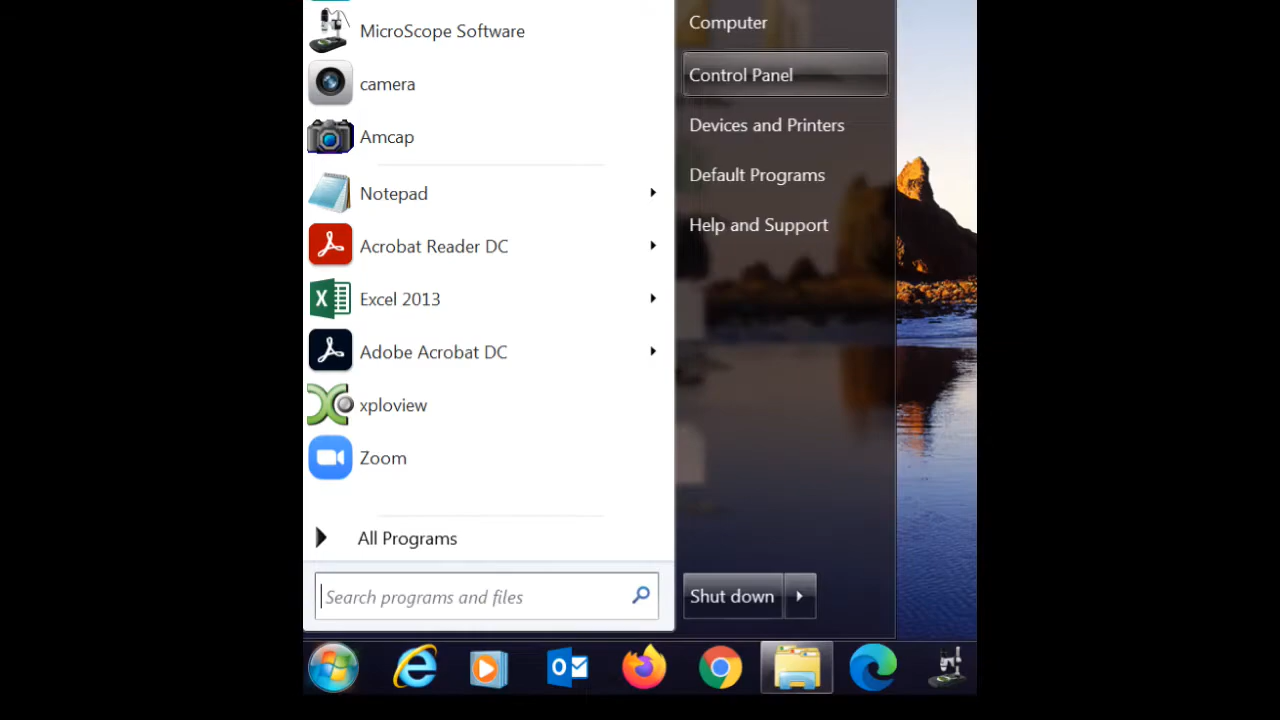 MicroScope Software
camera
Amcap
Notepad
Acrobat Reader DC
Excel 2013
Adobe Acrobat DC
xploview
Zoom
All Programs
Search programs and files
Computer
Control Panel
Devices and Printers
Default Programs
Help and Support
Shut down